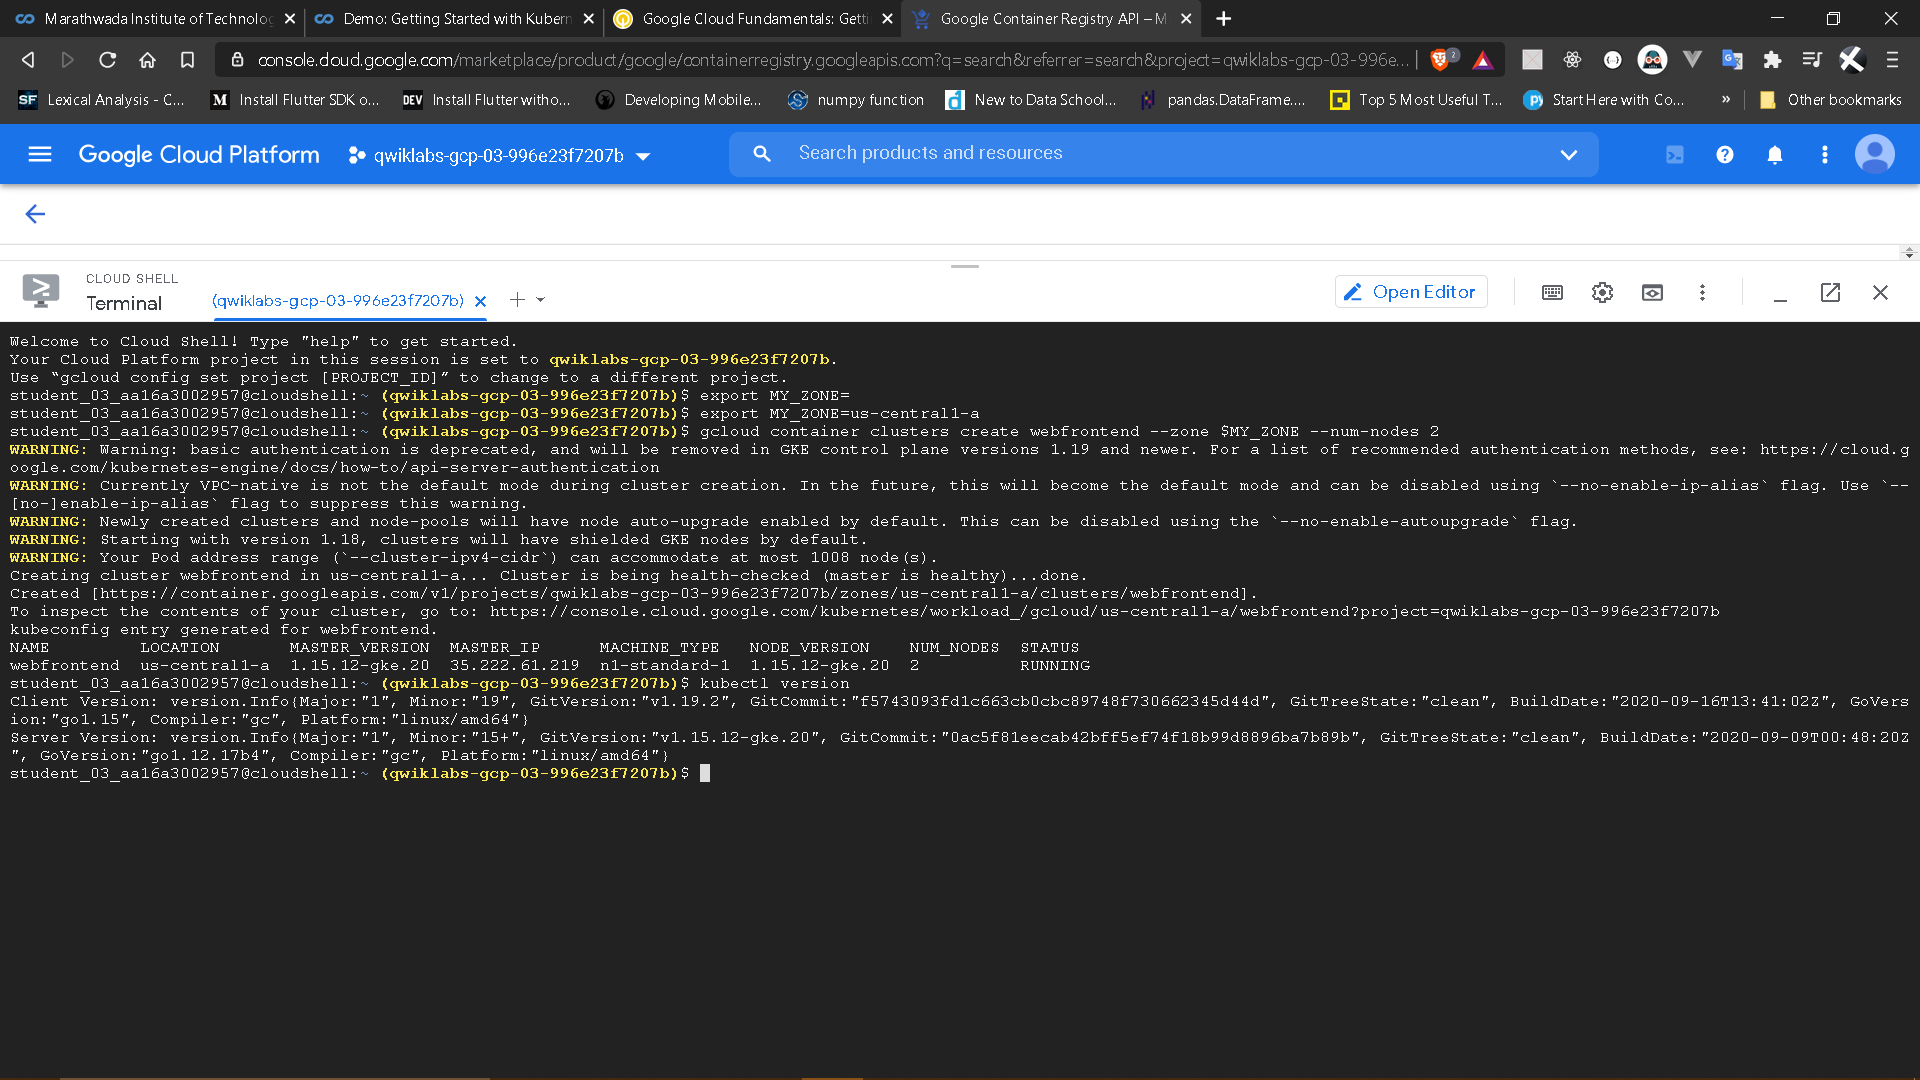 Marathwada Institute of Technolog
Demo: Getting Started with Kubern
Google Cloud Fundamentals: Getti
Google Container Registry API – M
console.cloud.google.com/marketplace/product/google/containerregistry.googleapis.com?q=search&referrer=search&project=qwiklabs-gcp-03-996e...
2
SF Lexical Analysis - C...
M Install Flutter SDK o...
DEV Install Flutter witho...
Developing Mobile...
numpy function
d New to Data School...
pandas.DataFrame....
Top 5 Most Useful T...
Start Here with Co...
»
Other bookmarks
Google Cloud Platform
qwiklabs-gcp-03-996e23f7207b
Search products and resources
CLOUD SHELL
Terminal
(qwiklabs-gcp-03-996e23f7207b)
Open Editor
Welcome to Cloud Shell! Type "help" to get started.
Your Cloud Platform project in this session is set to qwiklabs-gcp-03-996e23f7207b.
Use “gcloud config set project [PROJECT_ID]” to change to a different project.
student_03_aa16a3002957@cloudshell:~ (qwiklabs-gcp-03-996e23f7207b)$ export MY_ZONE=
student_03_aa16a3002957@cloudshell:~ (qwiklabs-gcp-03-996e23f7207b)$ export MY_ZONE=us-central1-a
student_03_aa16a3002957@cloudshell:~ (qwiklabs-gcp-03-996e23f7207b)$ gcloud container clusters create webfrontend --zone $MY_ZONE --num-nodes 2
WARNING: Warning: basic authentication is deprecated, and will be removed in GKE control plane versions 1.19 and newer. For a list of recommended authentication methods, see: https://cloud.g
oogle.com/kubernetes-engine/docs/how-to/api-server-authentication
WARNING: Currently VPC-native is not the default mode during cluster creation. In the future, this will become the default mode and can be disabled using `--no-enable-ip-alias` flag. Use `--
[no-]enable-ip-alias` flag to suppress this warning.
WARNING: Newly created clusters and node-pools will have node auto-upgrade enabled by default. This can be disabled using the `--no-enable-autoupgrade` flag.
WARNING: Starting with version 1.18, clusters will have shielded GKE nodes by default.
WARNING: Your Pod address range (`--cluster-ipv4-cidr`) can accommodate at most 1008 node(s).
Creating cluster webfrontend in us-central1-a... Cluster is being health-checked (master is healthy)...done.
Created [https://container.googleapis.com/v1/projects/qwiklabs-gcp-03-996e23f7207b/zones/us-central1-a/clusters/webfrontend].
To inspect the contents of your cluster, go to: https://console.cloud.google.com/kubernetes/workload_/gcloud/us-central1-a/webfrontend?project=qwiklabs-gcp-03-996e23f7207b
kubeconfig entry generated for webfrontend.
NAME LOCATION MASTER_VERSION MASTER_IP MACHINE_TYPE NODE_VERSION NUM_NODES STATUS
webfrontend us-central1-a 1.15.12-gke.20 35.222.61.219 n1-standard-1 1.15.12-gke.20 2 RUNNING
student_03_aa16a3002957@cloudshell:~ (qwiklabs-gcp-03-996e23f7207b)$ kubectl version
Client Version: version.Info{Major:"1", Minor:"19", GitVersion:"v1.19.2", GitCommit:"f5743093fd1c663cb0cbc89748f730662345d44d", GitTreeState:"clean", BuildDate:"2020-09-16T13:41:02Z", GoVers
ion:"go1.15", Compiler:"gc", Platform:"linux/amd64"}
Server Version: version.Info{Major:"1", Minor:"15+", GitVersion:"v1.15.12-gke.20", GitCommit:"0ac5f81eecab42bff5ef74f18b99d8896ba7b89b", GitTreeState:"clean", BuildDate:"2020-09-09T00:48:20Z
", GoVersion:"go1.12.17b4", Compiler:"gc", Platform:"linux/amd64"}
student_03_aa16a3002957@cloudshell:~ (qwiklabs-gcp-03-996e23f7207b)$